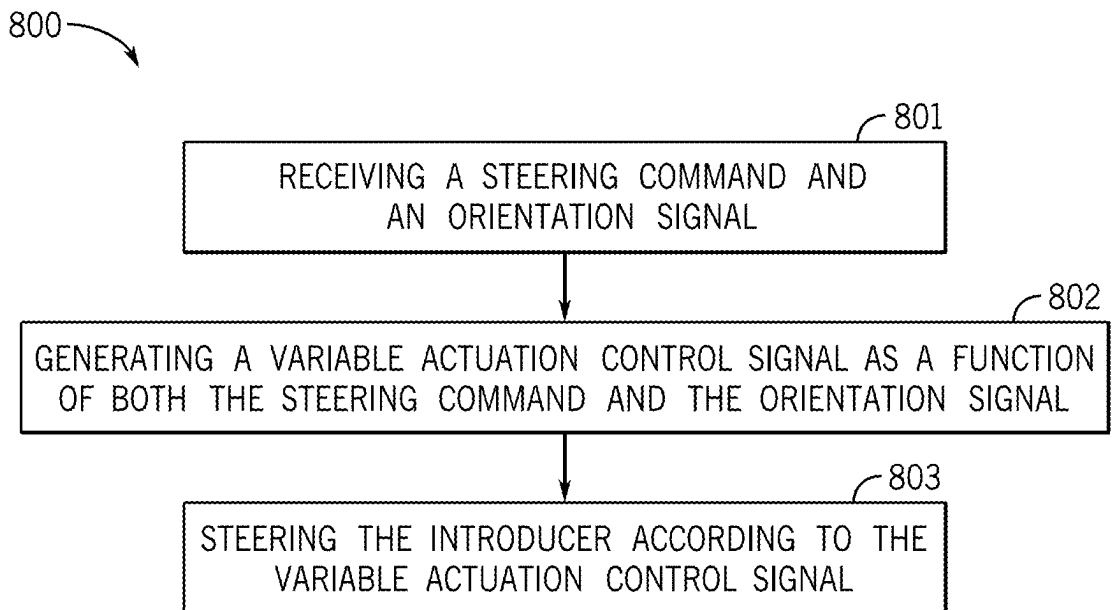 800
801
RECEIVING A STEERING COMMAND AND
AN ORIENTATION SIGNAL
802
GENERATING A VARIABLE ACTUATION CONTROL SIGNAL AS A FUNCTION
OF BOTH THE STEERING COMMAND AND THE ORIENTATION SIGNAL
803
STEERING THE INTRODUCER ACCORDING TO THE
VARIABLE ACTUATION CONTROL SIGNAL